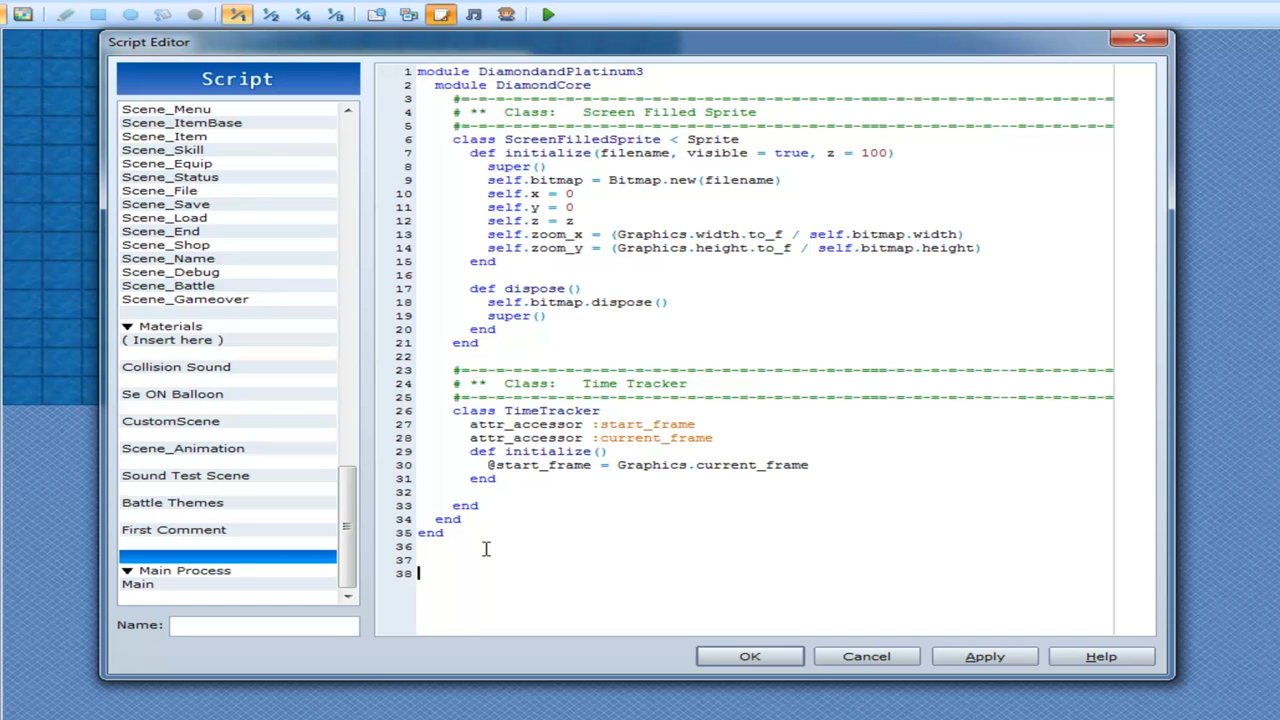 Script Editor
Script
Scene_Menu
Scene_ItemBase
Scene_Item
Scene_Skill
Scene_Equip
Scene_Status
Scene_File
Scene_Save
Scene_Load
Scene_End
Scene_Shop
Scene_Name
Scene_Debug
Scene_Battle
Scene_Gameover
▼ Materials
( Insert here )
Collision Sound
Se ON Balloon
CustomScene
Scene_Animation
Sound Test Scene
Battle Themes
First Comment
▼ Main Process
Main
Name:
1 module DiamondandPlatinum3
2 module DiamondCore
3 #=-=-=-=-=-=-=-=-=-=-=-=-=-=-=-=-=-=-=-=-=-=-=-=-===-=-=-=-=-=-=-=---=-=-=-=-==
4 # ** Class: Screen Filled Sprite
5 #=-=-=-=-=-=-=-=-=-=-=-=-=-=-=-=-=-=-=-=-=-=-=-=-===-=-=-=-=-=-=-=---=-=-=-=-==
6 class ScreenFilledSprite < Sprite
7 def initialize(filename, visible = true, z = 100)
8 super()
9 self.bitmap = Bitmap.new(filename)
10 self.x = 0
11 self.y = 0
12 self.z = z
13 self.zoom_x = (Graphics.width.to_f / self.bitmap.width)
14 self.zoom_y = (Graphics.height.to_f / self.bitmap.height)
15 end
16
17 def dispose()
18 self.bitmap.dispose()
19 super()
20 end
21 end
22
23 #=-=-=-=-=-=-=-=-=-=-=-=-=-=-=-=-=-=-=-=-=-=-=-=-===-=-=-=-=-=-=-=---=-=-=-=-==
24 # ** Class: Time Tracker
25 #=-=-=-=-=-=-=-=-=-=-=-=-=-=-=-=-=-=-=-=-=-=-=-=-===-=-=-=-=-=-=-=---=-=-=-=-==
26 class TimeTracker
27 attr_accessor :start_frame
28 attr_accessor :current_frame
29 def initialize()
30 @start_frame = Graphics.current_frame
31 end
32
33 end
34 end
35 end
36
37
38
OK Cancel Apply Help